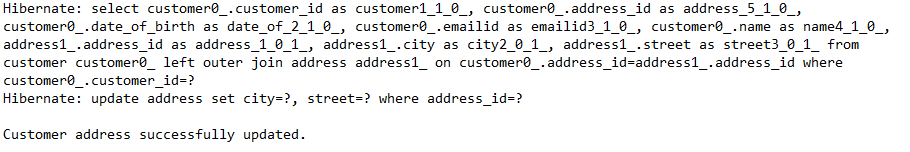 Hibernate: select customer0_.customer_id as customer1_1_0_, customer0_.address_id as address_5_1_0_,
customer0_.date_of_birth as date_of_2_1_0_, customer0_.emailid as emailid3_1_0_, customer0_.name as name4_1_0_,
address1_.address_id as address_1_0_1_, address1_.city as city2_0_1_, address1_.street as street3_0_1_ from
customer customer0_ left outer join address address1_ on customer0_.address_id=address1_.address_id where
customer0_.customer_id=?
Hibernate: update address set city=?, street=? where address_id=?
Customer address successfully updated.